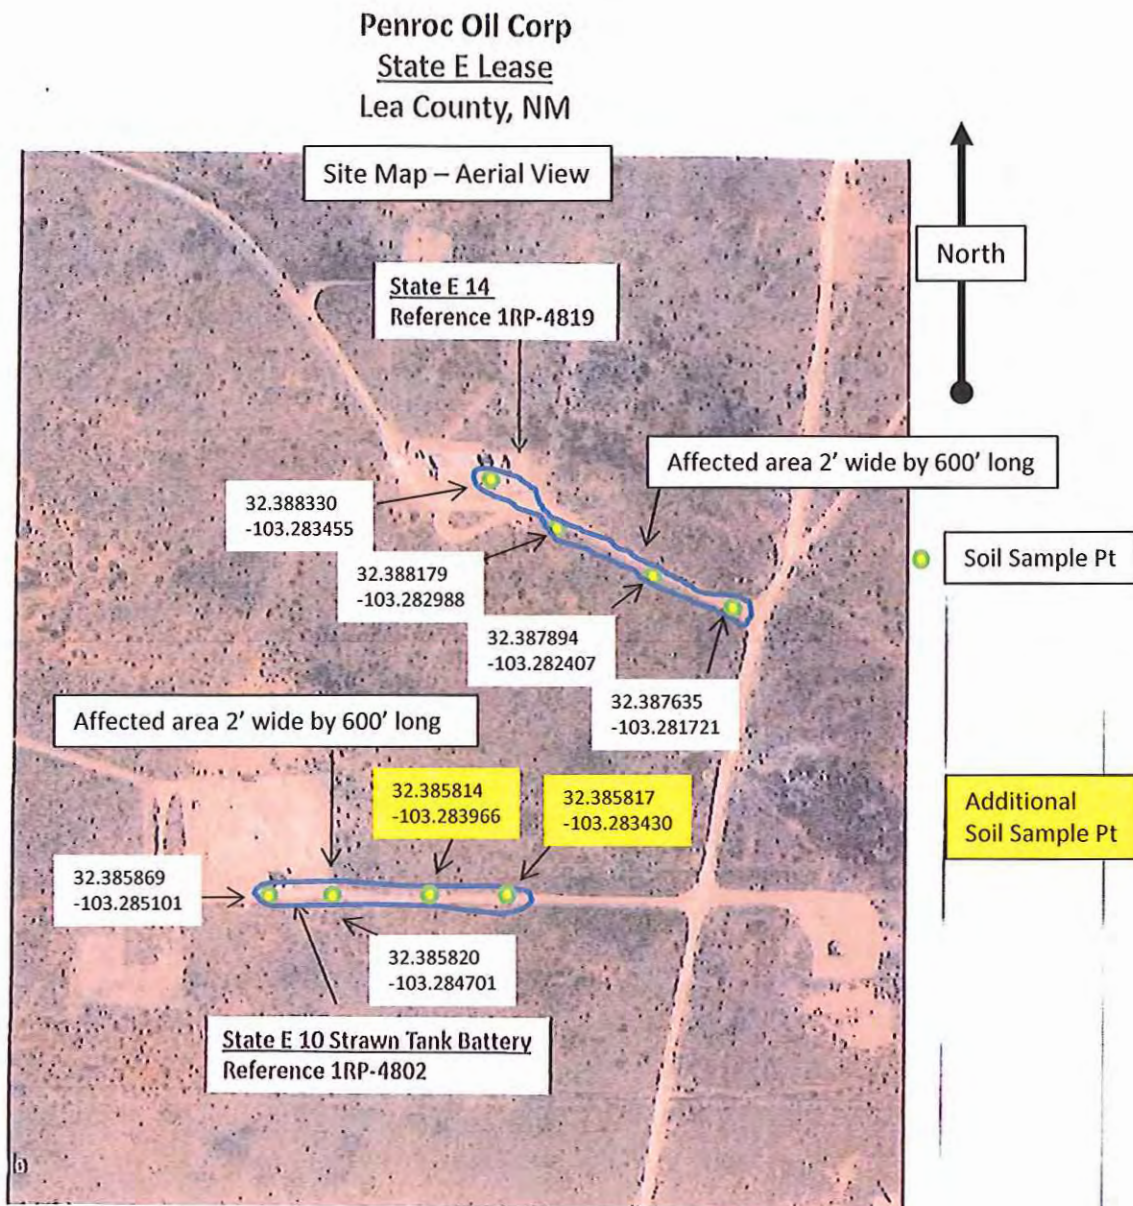 Penroc Oil Corp
State E Lease
Lea County, NM
Site Map – Aerial View
North
State E 14
Reference 1RP-4819
Affected area 2’ wide by 600’ long
32.388330
-103.283455
32.388179
-103.282988
32.387894
-103.282407
32.387635
-103.281721
Soil Sample Pt
Affected area 2’ wide by 600’ long
32.385814
-103.283966
32.385817
-103.283430
Additional
Soil Sample Pt
32.385869
-103.285101
32.385820
-103.284701
State E 10 Strawn Tank Battery
Reference 1RP-4802